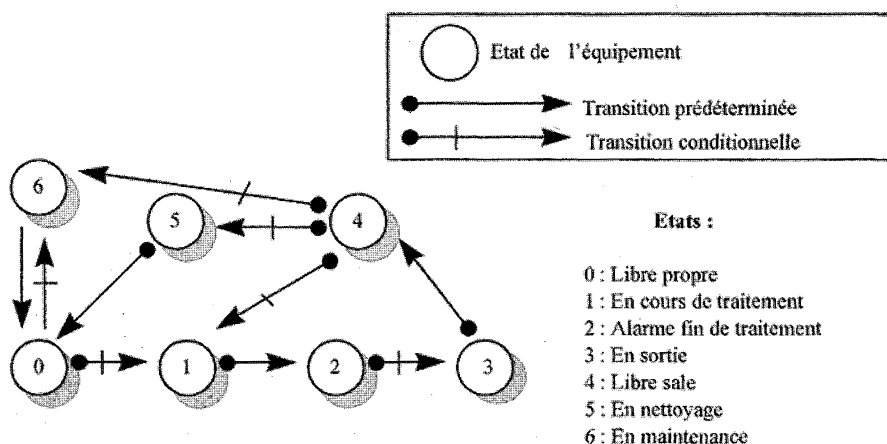 Etat de l'équipement
Transition prédéterminée
Transition conditionnelle
6
5
4
Etats :
0 : Libre propre
1 : En cours de traitement
2 : Alarme fin de traitement
3 : En sortie
4 : Libre sale
5 : En nettoyage
6 : En maintenance
0
1
2
3